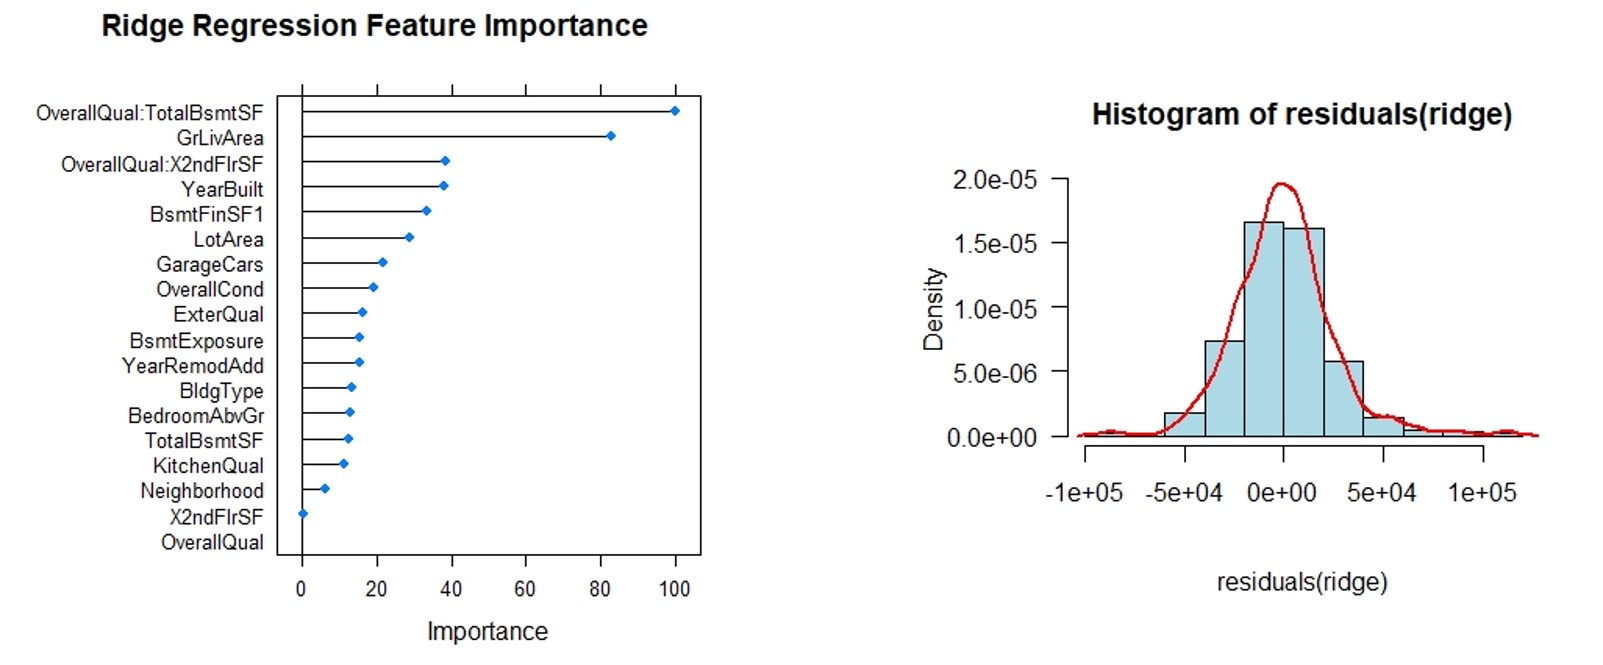 Ridge Regression Feature Importance
OverallQual:TotalBsmtSF
GrLivArea
OverallQual:X2ndFlrSF
YearBuilt
BsmtFinSF1
LotArea
GarageCars
OverallCond
ExterQual
BsmtExposure
YearRemodAdd
BldgType
BedroomAbvGr
TotalBsmtSF
KitchenQual
Neighborhood
X2ndFlrSF
OverallQual
0 20 40 60 80 100
Importance
Histogram of residuals(ridge)
Density
2.0e-05
1.5e-05
1.0e-05
5.0e-06
0.0e+00
-1e+05 -5e+04 0e+00 5e+04 1e+05
residuals(ridge)